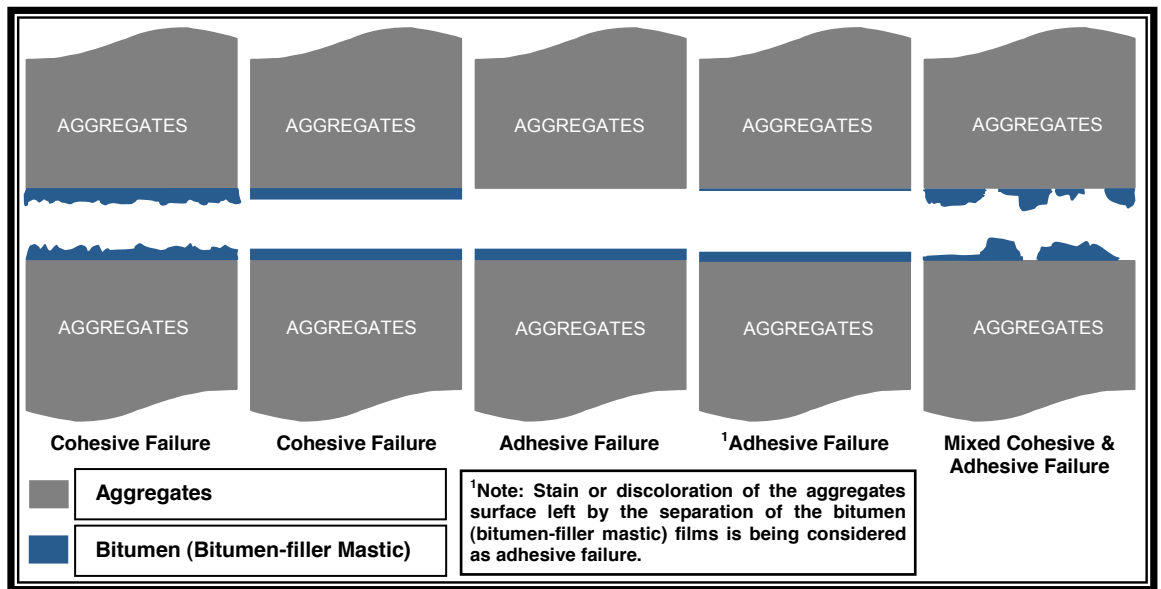 AGGREGATES AGGREGATES AGGREGATES AGGREGATES AGGREGATES
AGGREGATES AGGREGATES AGGREGATES AGGREGATES AGGREGATES
Cohesive Failure
Cohesive Failure
Adhesive Failure
¹Adhesive Failure
Mixed Cohesive &
Adhesive Failure
Aggregates
Bitumen (Bitumen-filler Mastic)
¹Note: Stain or discoloration of the aggregates
surface left by the separation of the bitumen
(bitumen-filler mastic) films is being considered
as adhesive failure.